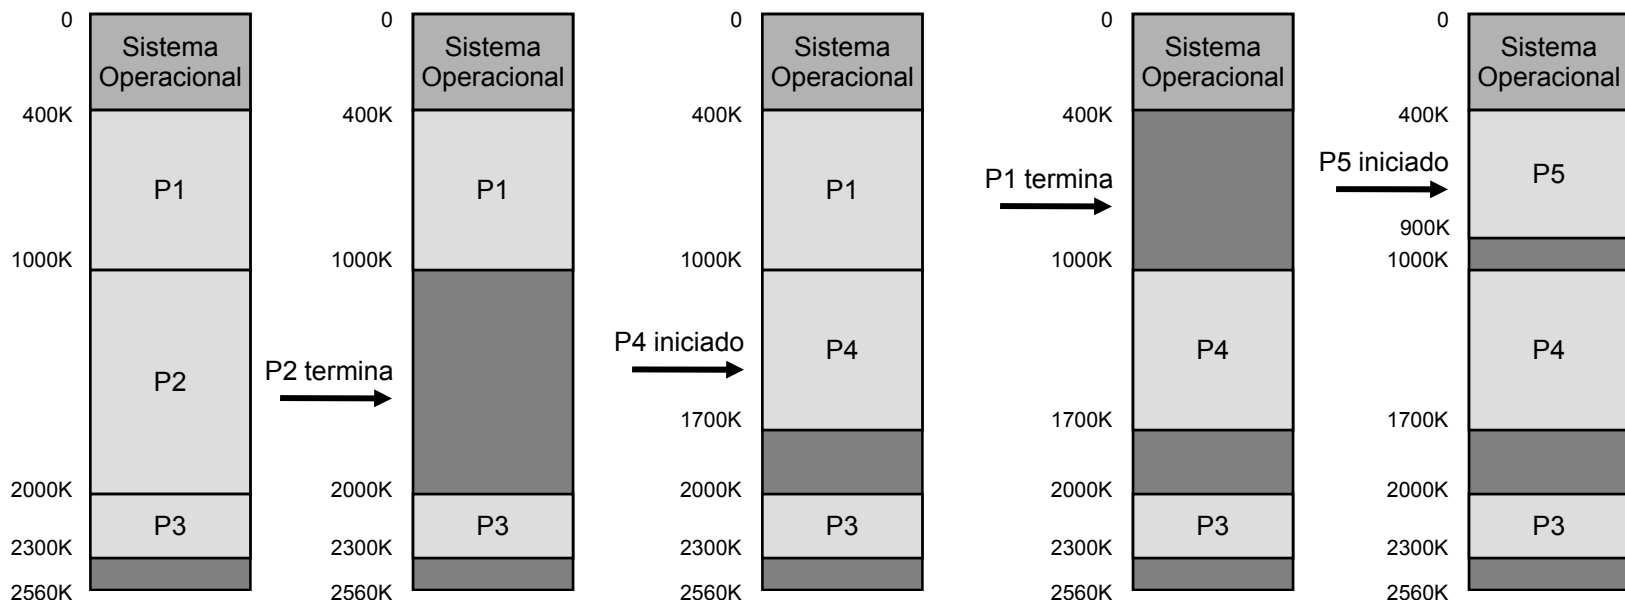 0
Sistema
Operacional
400K
P1
1000K
P2
2000K
P3
2300K
2560K
P2 termina
0
Sistema
Operacional
400K
P1
1000K
2000K
P3
2300K
2560K
P4 iniciado
0
Sistema
Operacional
400K
P1
1000K
P4
1700K
2000K
P3
2300K
2560K
P1 termina
0
Sistema
Operacional
400K
1000K
P4
1700K
2000K
P3
2300K
2560K
P5 iniciado
0
Sistema
Operacional
400K
P5
900K
1000K
P4
1700K
2000K
P3
2300K
2560K